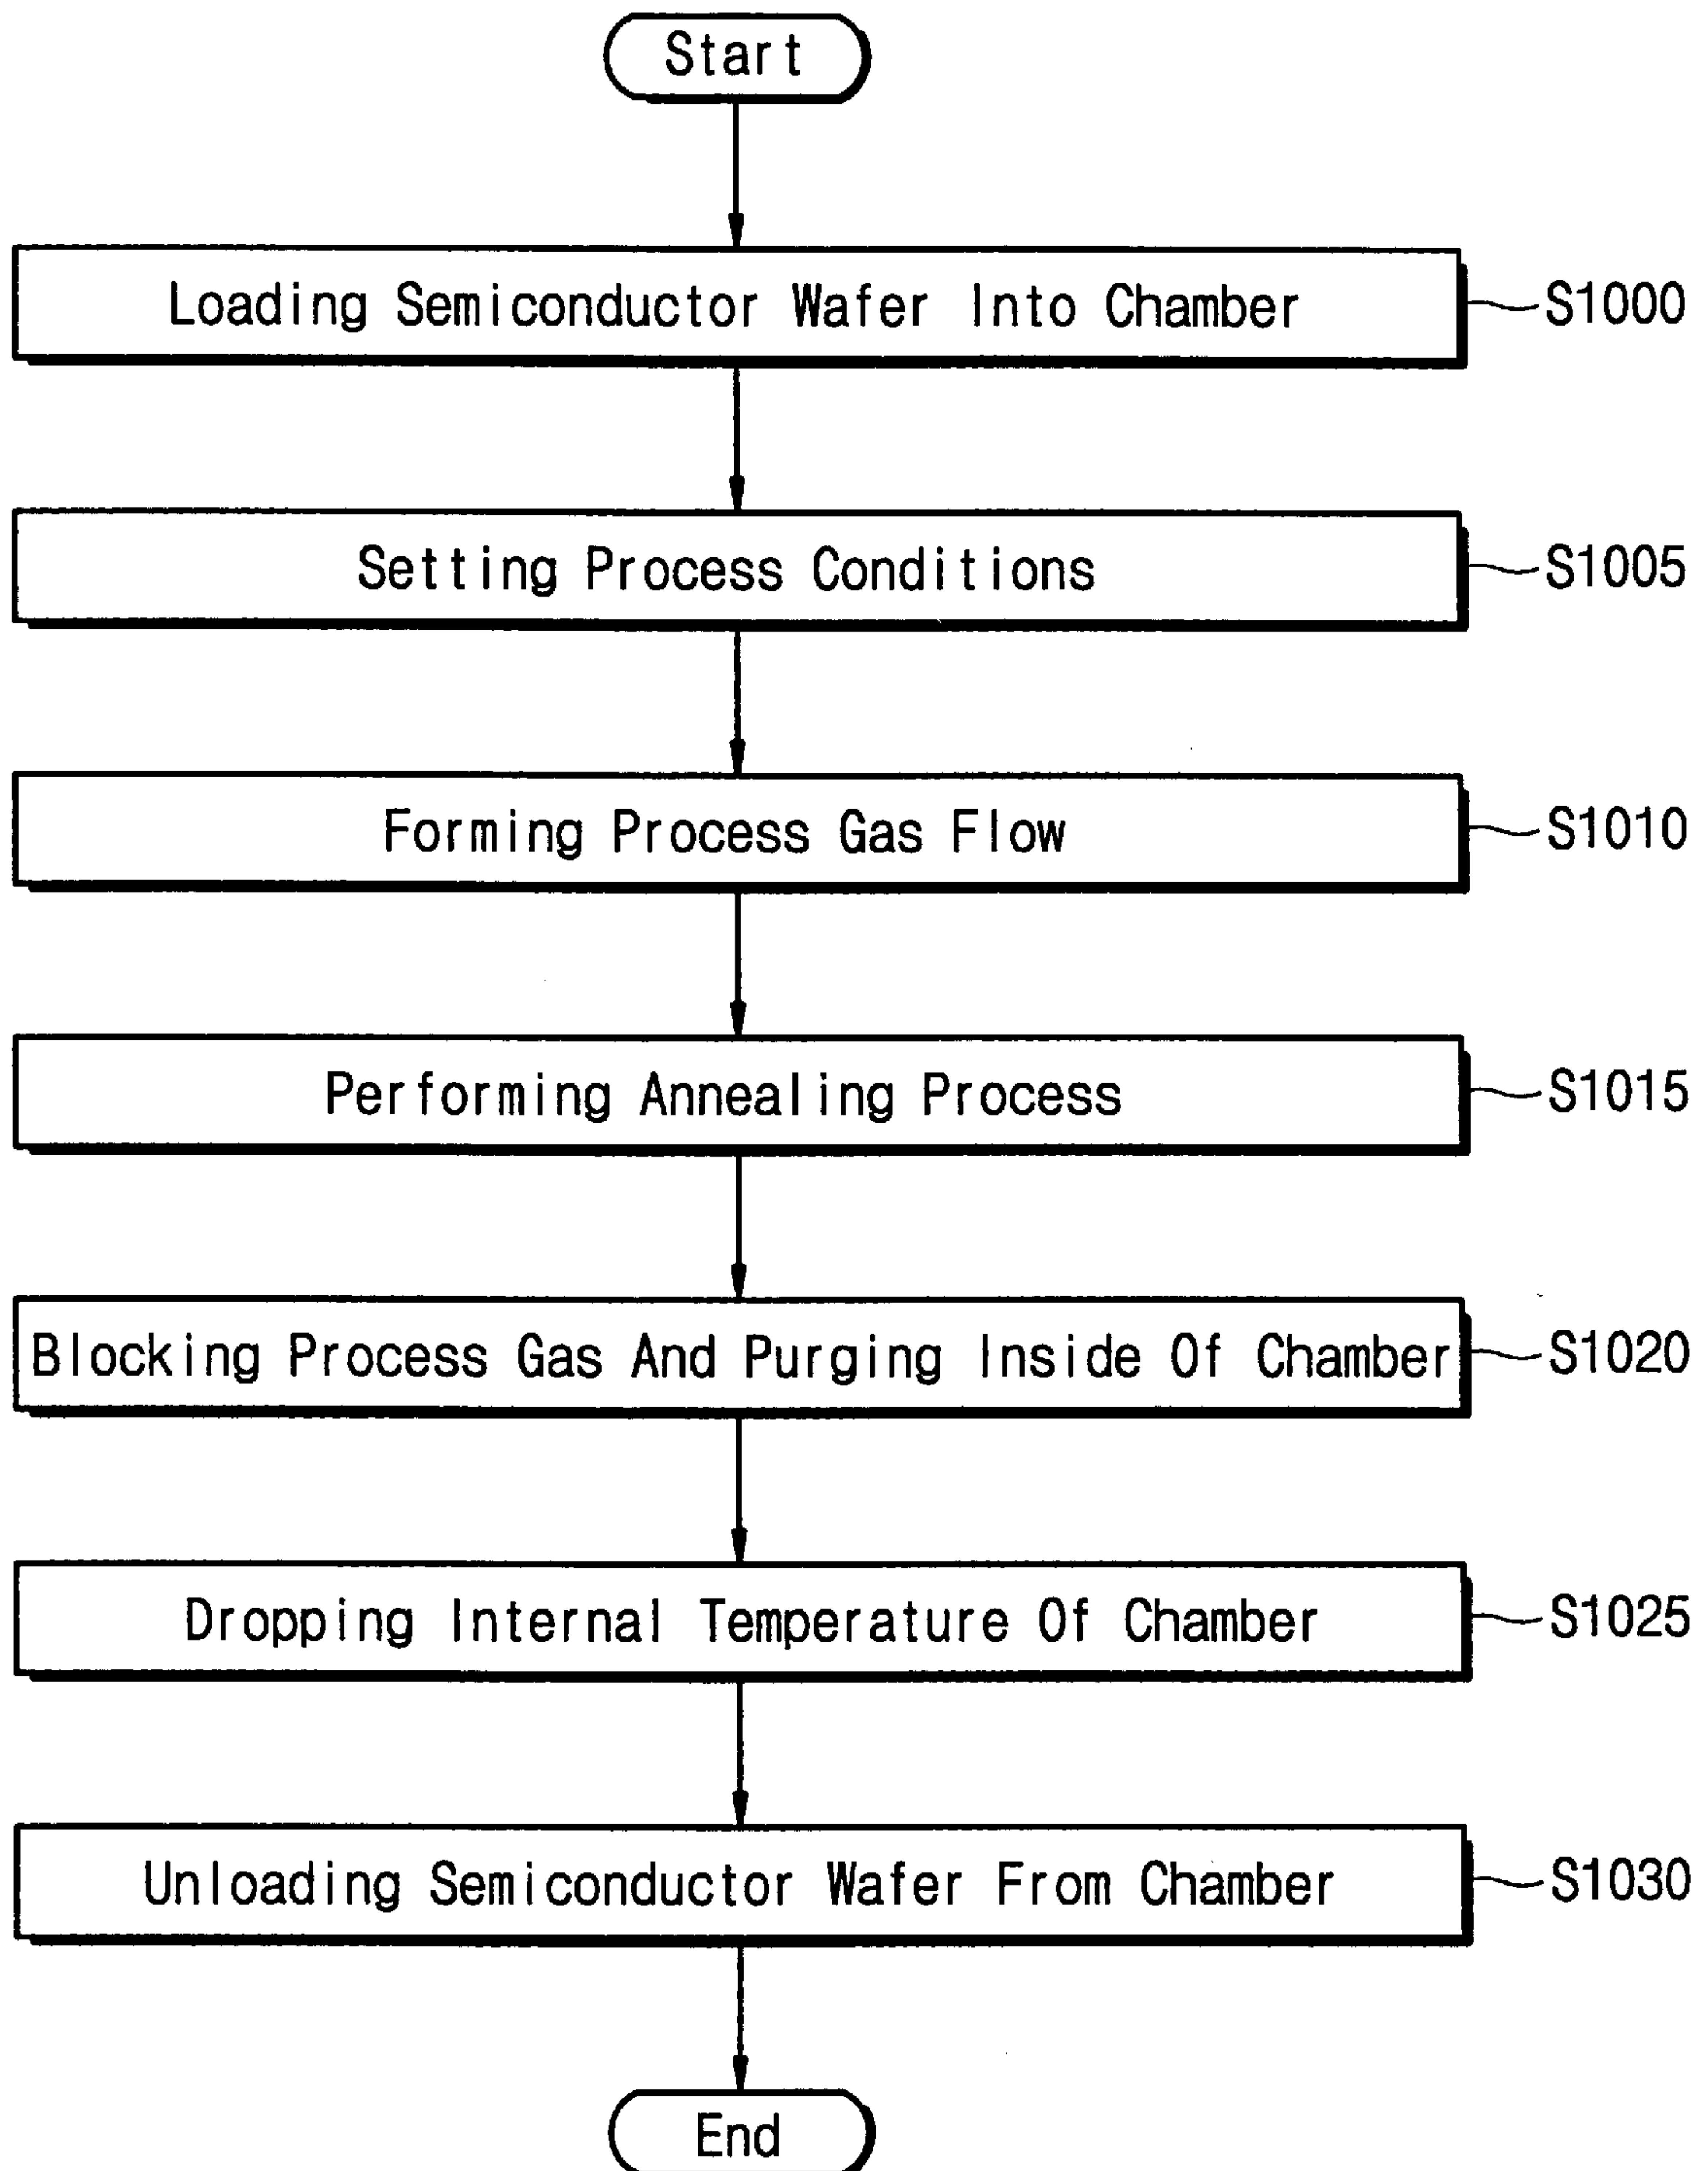 Start
Loading Semiconductor Wafer Into Chamber
S1000
Setting Process Conditions
S1005
Forming Process Gas Flow
S1010
Performing Annealing Process
S1015
Blocking Process Gas And Purging Inside Of Chamber
S1020
Dropping Internal Temperature Of Chamber
S1025
Unloading Semiconductor Wafer From Chamber
S1030
End